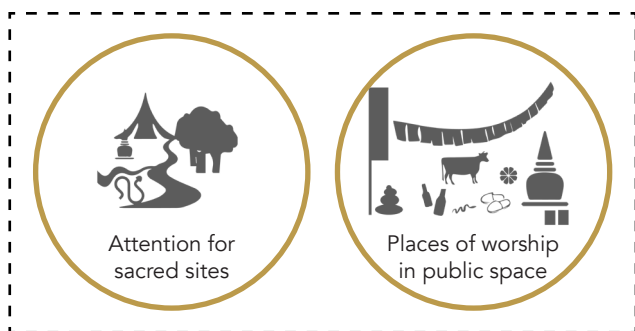 Attention for
sacred sites
Places of worship
in public space